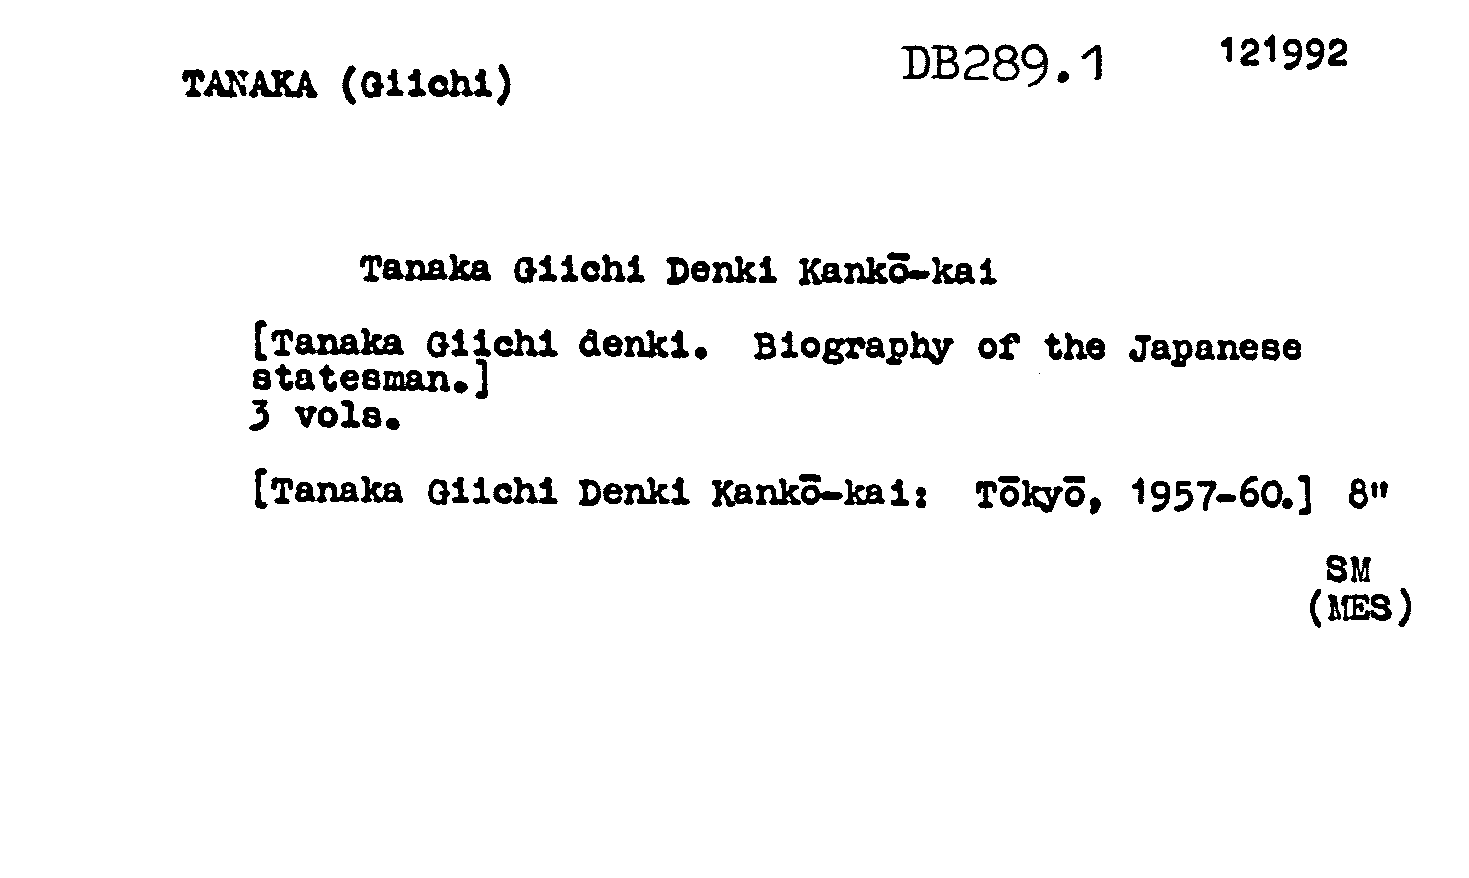 TANAKA (Giichi) DB289.1 121992
Tanaka Giichi Denki Kankō-kai
[Tanaka Giichi denki. Biography of the Japanese
statesman.]
3 vols.
[Tanaka Giichi Denki Kankō-kai: Tōkyō, 1957-60.] 8"
SM
(MES)